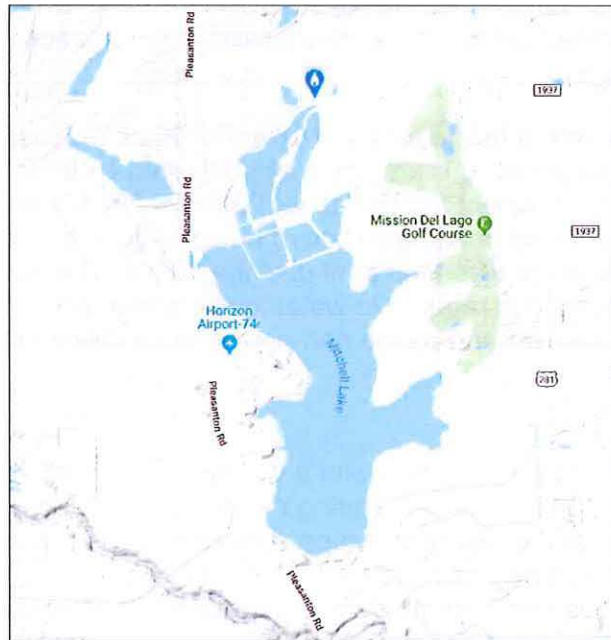 Pleasanton Rd
1937
Pleasanton Rd
Mission Del Lago
Golf Course
1937
Horizon
Airport-74
Mitchell Lake
281
Pleasanton Rd
Pleasanton Rd